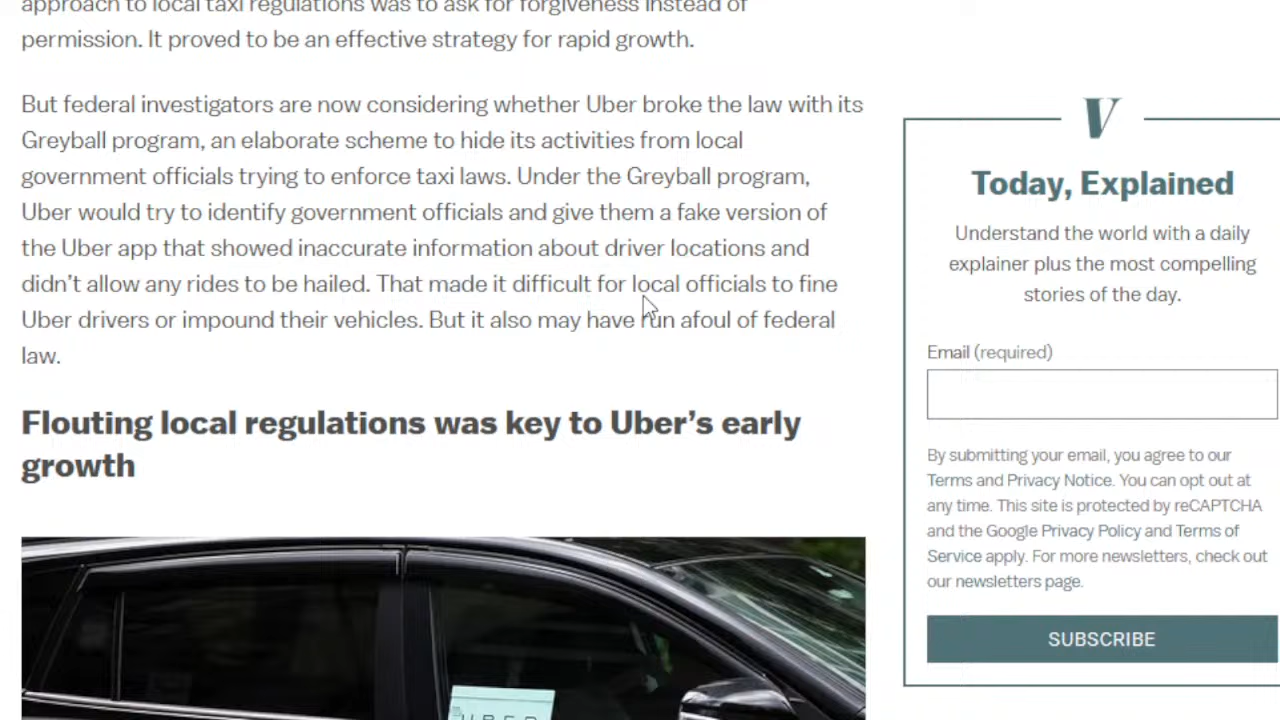 approach to local taxi regulations was to ask for forgiveness instead of
permission. It proved to be an effective strategy for rapid growth.
But federal investigators are now considering whether Uber broke the law with its
Greyball program, an elaborate scheme to hide its activities from local
government officials trying to enforce taxi laws. Under the Greyball program,
Uber would try to identify government officials and give them a fake version of
the Uber app that showed inaccurate information about driver locations and
didn’t allow any rides to be hailed. That made it difficult for local officials to fine
Uber drivers or impound their vehicles. But it also may have run afoul of federal
law.
Flouting local regulations was key to Uber’s early
growth
UBER
V
Today, Explained
Understand the world with a daily
explainer plus the most compelling
stories of the day.
Email (required)
By submitting your email, you agree to our
Terms and Privacy Notice. You can opt out at
any time. This site is protected by reCAPTCHA
and the Google Privacy Policy and Terms of
Service apply. For more newsletters, check out
our newsletters page.
SUBSCRIBE